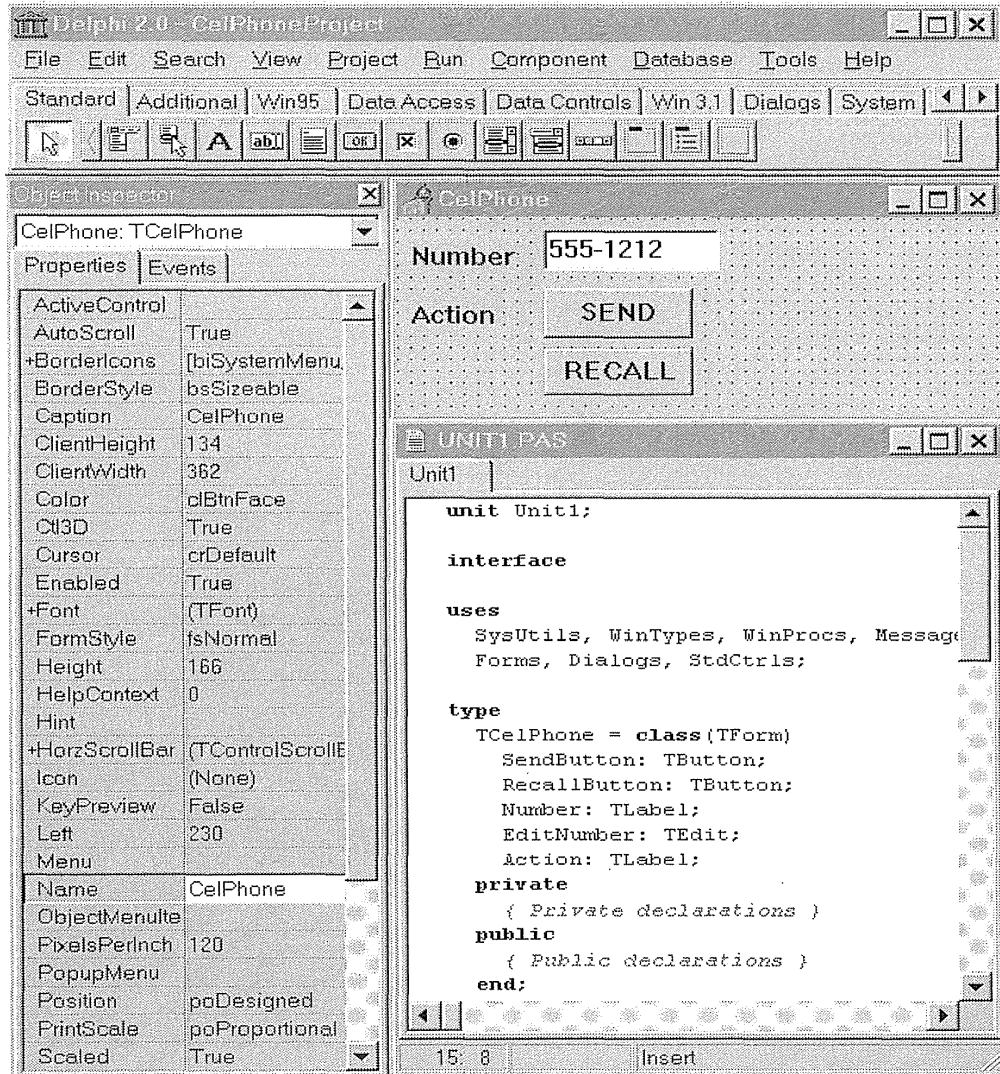 Delphi 2.0 - CelPhoneProject
File Edit Search View Project Run Component Database Tools Help
Standard Additional Win95 Data Access Data Controls Win 3.1 Dialogs System
A ab OK
Object Inspector
CelPhone: TCelPhone
Properties Events
ActiveControl
AutoScroll True
+BorderIcons [biSystemMenu,
BorderStyle bsSizeable
Caption CelPhone
ClientHeight 134
ClientWidth 362
Color clBtnFace
Ctl3D True
Cursor crDefault
Enabled True
+Font (TFont)
FormStyle fsNormal
Height 166
HelpContext 0
Hint
+HorzScrollBar (TControlScrollB
Icon (None)
KeyPreview False
Left 230
Menu
Name CelPhone
ObjectMenuIte
PixelsPerInch 120
PopupMenu
Position poDesigned
PrintScale poProportional
Scaled True
CelPhone
Number 555-1212
Action SEND
RECALL
UNIT1.PAS
Unit1
unit Unit1;
interface
uses
SysUtils, WinTypes, WinProcs, Message
Forms, Dialogs, StdCtrls;
type
TCelPhone = class(TForm)
SendButton: TButton;
RecallButton: TButton;
Number: TLabel;
EditNumber: TEdit;
Action: TLabel;
private
{ Private declarations }
public
{ Public declarations }
end;
15: 8 Insert